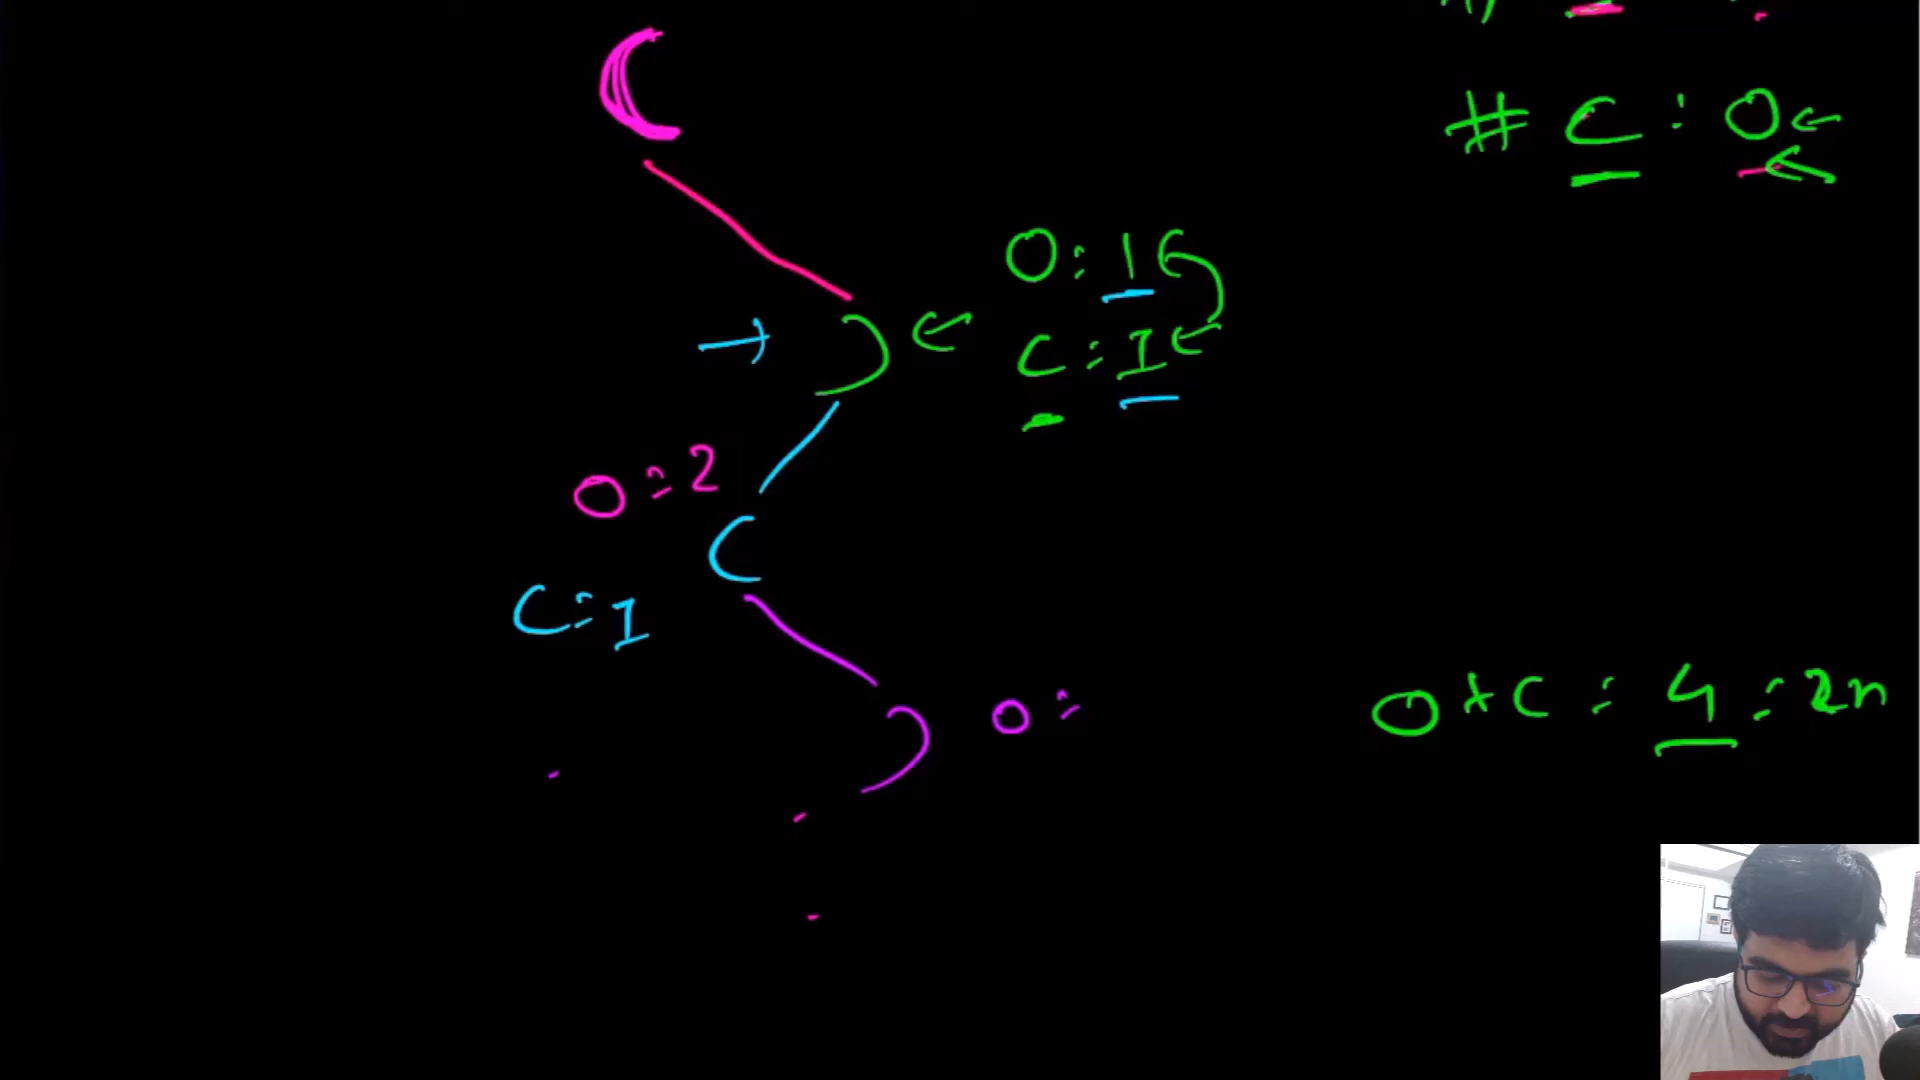 (
# C : O ←
O : 1
) ← C : 1
O = 2
(
C = 1
) O =
O + C = 4 = 2n